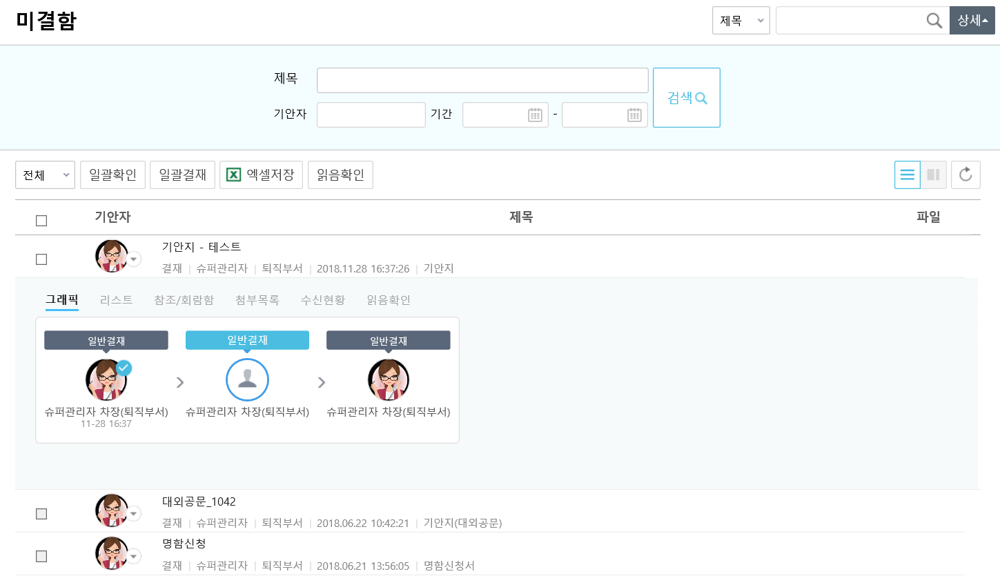 미결함
제목
상세
제목
기안자 기간 -
검색
전체 일괄확인 일괄결재 엑셀저장 읽음확인
기안자 제목 파일
기안지 - 테스트
결재 | 슈퍼관리자 | 퇴직부서 | 2018.11.28 16:37:26 | 기안지
그래픽 리스트 참조/회람함 첨부목록 수신현황 읽음확인
일반결재 일반결재 일반결재
슈퍼관리자 차장(퇴직부서) 슈퍼관리자 차장(퇴직부서) 슈퍼관리자 차장(퇴직부서)
11-28 16:37
대외공문_1042
결재 | 슈퍼관리자 | 퇴직부서 | 2018.06.22 10:42:21 | 기안지(대외공문)
명함신청
결재 | 슈퍼관리자 | 퇴직부서 | 2018.06.21 13:56:05 | 명함신청서